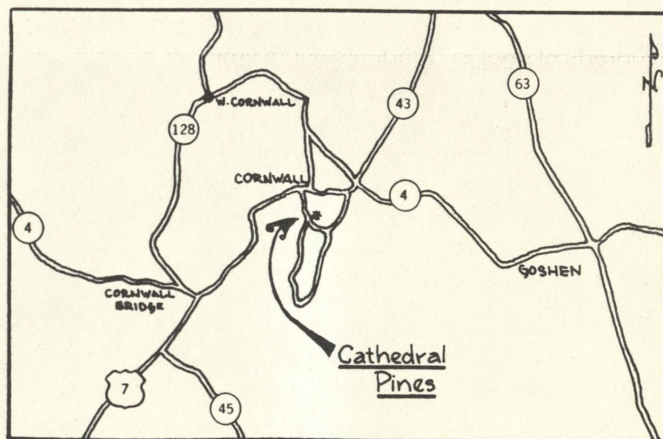 43
63
W. CORNWALL
128
CORNWALL
4
4
GOSHEN
CORNWALL
BRIDGE
Cathedral
Pines
7
45
N